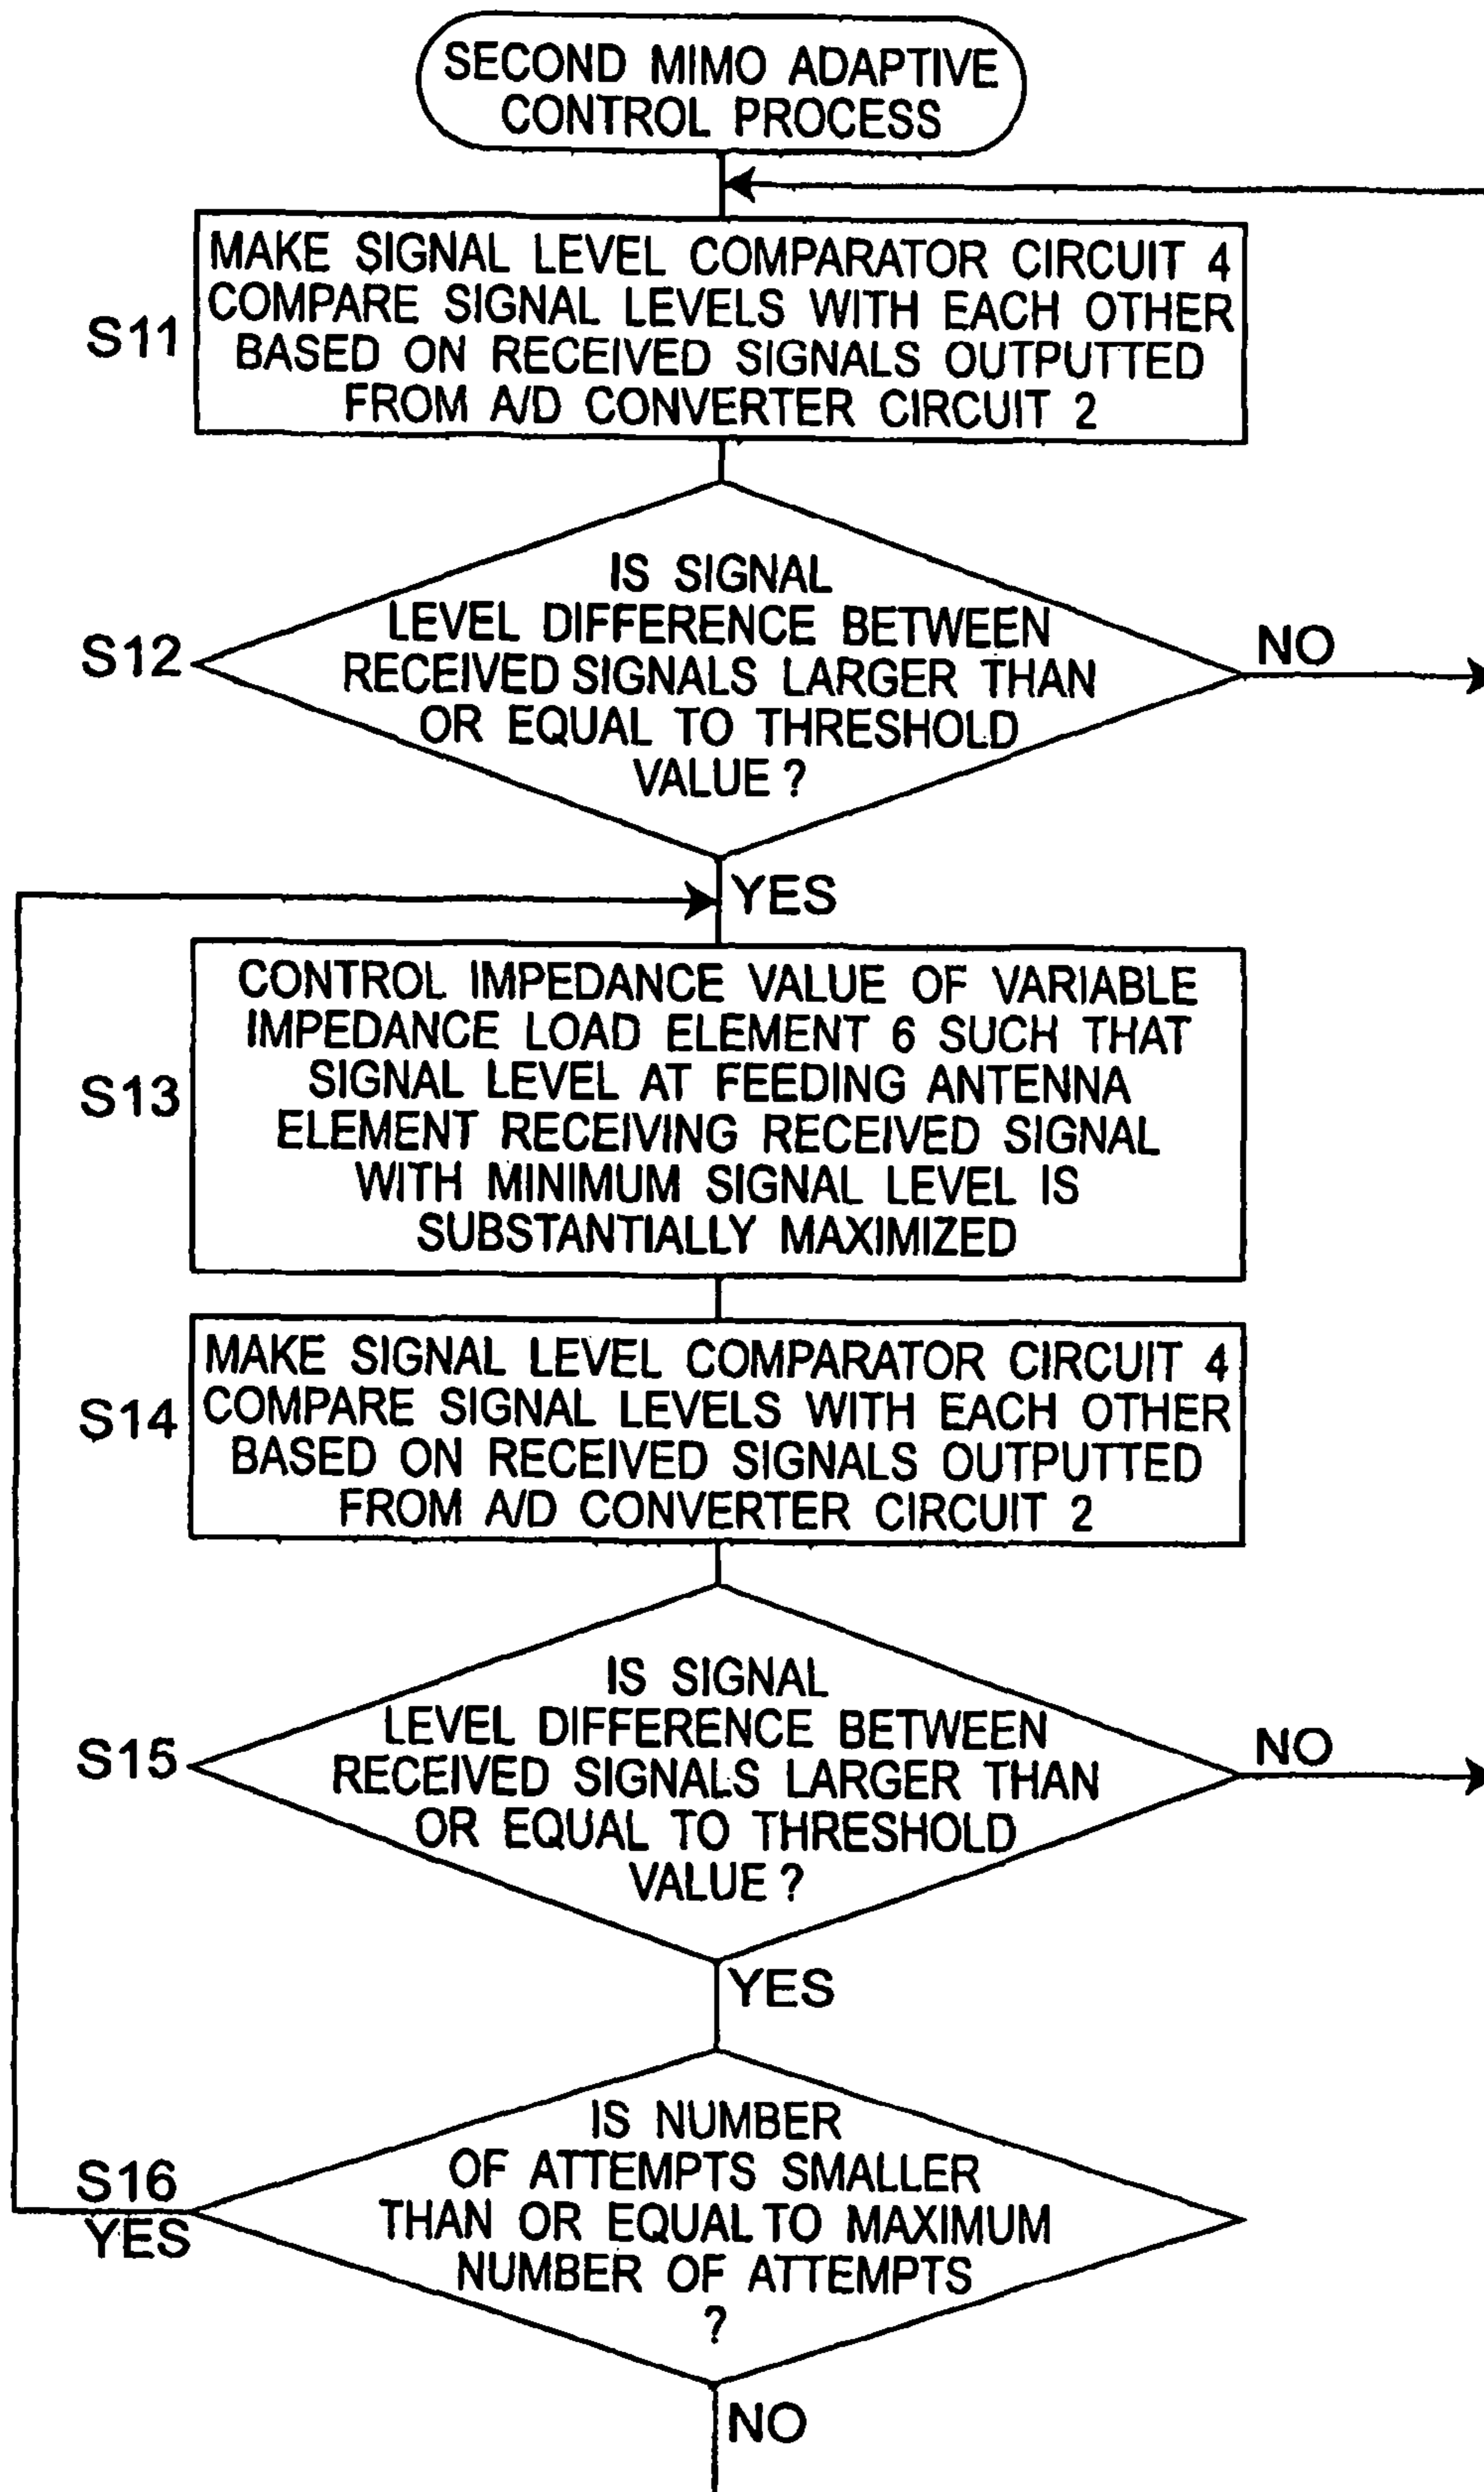 SECOND MIMO ADAPTIVE
CONTROL PROCESS
S11
MAKE SIGNAL LEVEL COMPARATOR CIRCUIT 4
COMPARE SIGNAL LEVELS WITH EACH OTHER
BASED ON RECEIVED SIGNALS OUTPUTTED
FROM A/D CONVERTER CIRCUIT 2
S12
IS SIGNAL
LEVEL DIFFERENCE BETWEEN
RECEIVED SIGNALS LARGER THAN
OR EQUAL TO THRESHOLD
VALUE ?
NO
YES
S13
CONTROL IMPEDANCE VALUE OF VARIABLE
IMPEDANCE LOAD ELEMENT 6 SUCH THAT
SIGNAL LEVEL AT FEEDING ANTENNA
ELEMENT RECEIVING RECEIVED SIGNAL
WITH MINIMUM SIGNAL LEVEL IS
SUBSTANTIALLY MAXIMIZED
S14
MAKE SIGNAL LEVEL COMPARATOR CIRCUIT 4
COMPARE SIGNAL LEVELS WITH EACH OTHER
BASED ON RECEIVED SIGNALS OUTPUTTED
FROM A/D CONVERTER CIRCUIT 2
S15
IS SIGNAL
LEVEL DIFFERENCE BETWEEN
RECEIVED SIGNALS LARGER THAN
OR EQUAL TO THRESHOLD
VALUE ?
NO
YES
S16
YES
IS NUMBER
OF ATTEMPTS SMALLER
THAN OR EQUAL TO MAXIMUM
NUMBER OF ATTEMPTS
?
NO